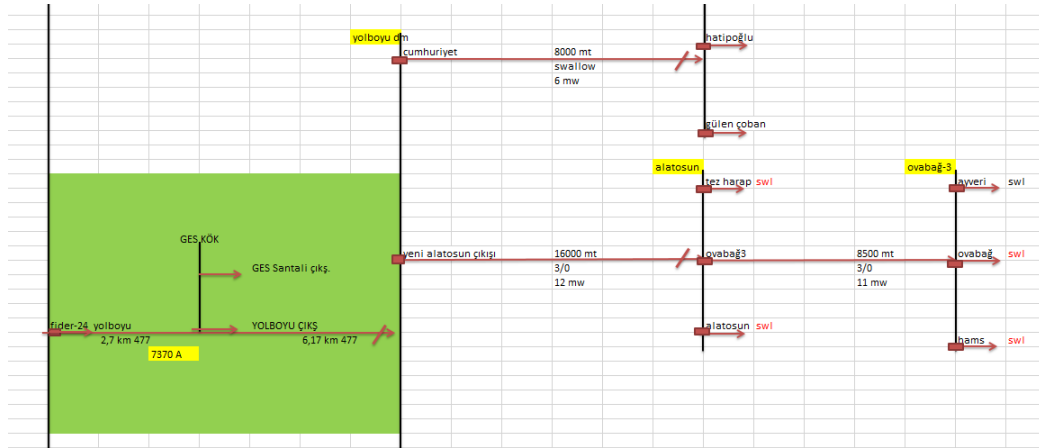 yolboyu dm
cumhuriyet
8000 mt
swallow
6 mw
hatipoğlu
gülen çoban
alatosun
tez harap swl
ovabağ-3
ayveri swl
GES KÖK
GES Santali çıkş.
yeni alatosun çıkışı
16000 mt
3/0
12 mw
ovabağ3
8500 mt
3/0
11 mw
ovabağ swl
fider-24 yolboyu
2,7 km 477
7370 A
YOLBOYU ÇIKŞ
6,17 km 477
alatosun swl
hams swl